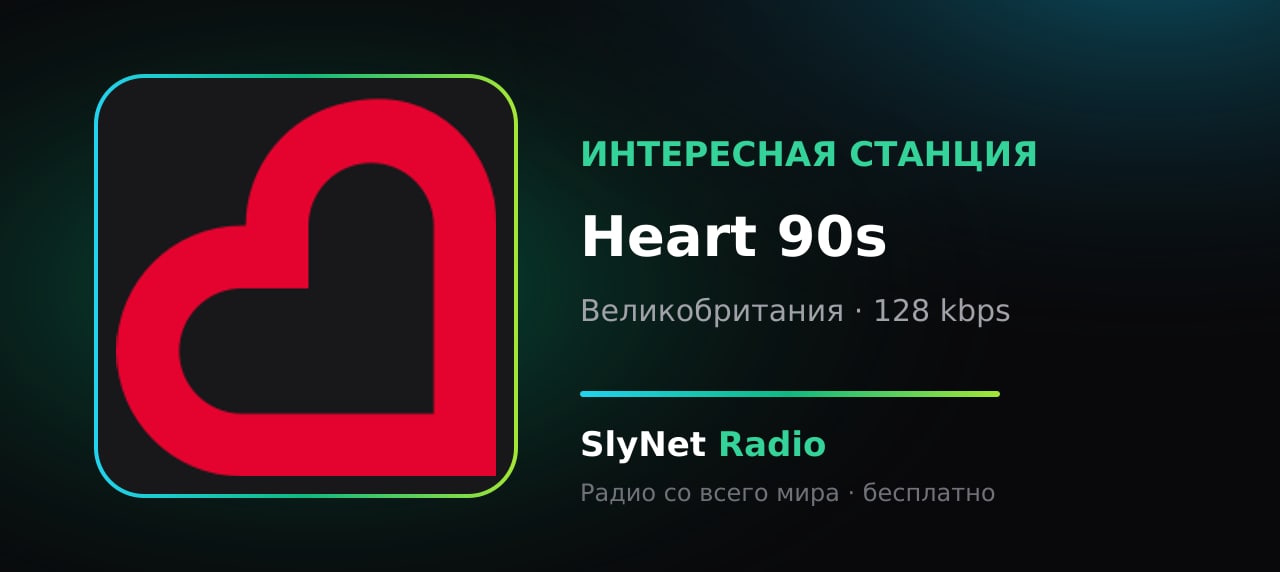 ИНТЕРЕСНАЯ СТАНЦИЯ
Heart 90s
Великобритания · 128 kbps
SlyNet Radio
Радио со всего мира · бесплатно